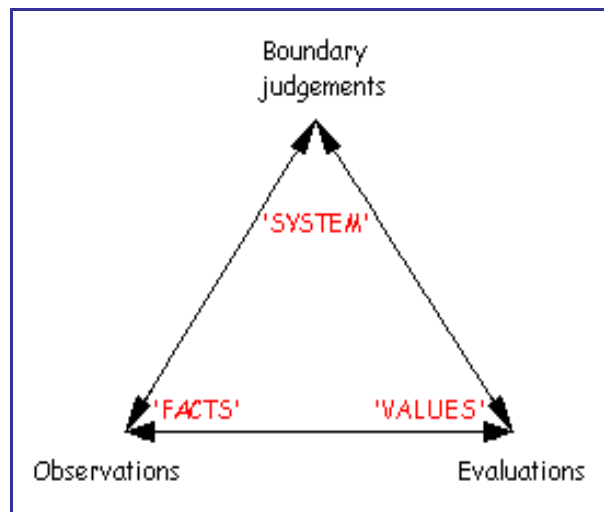 Boundary
judgements
'SYSTEM'
'FACTS' 'VALUES'
Observations Evaluations